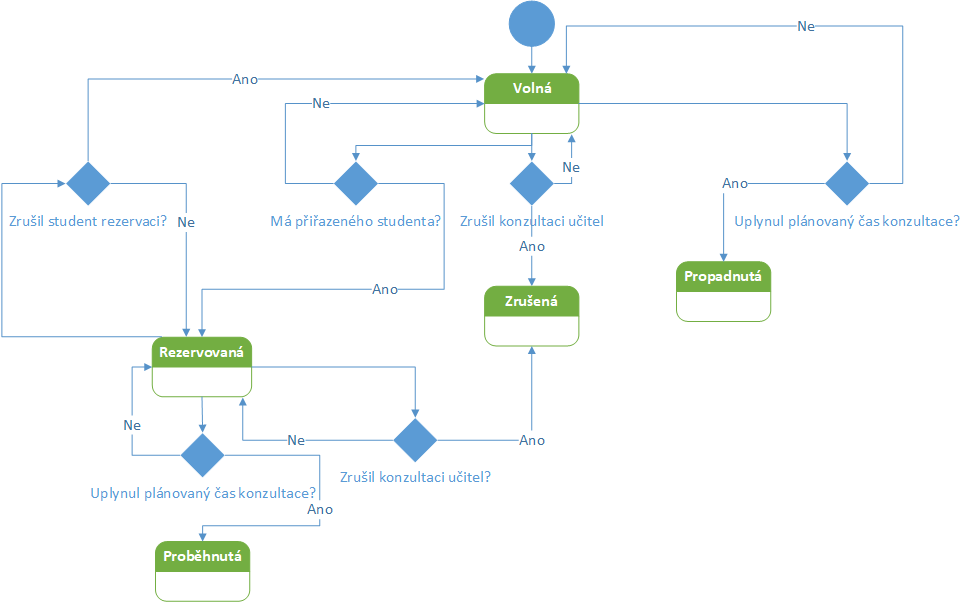 Ne
Ano
Volná
Ne
Ne
Ano
Zrušil student rezervaci?
Ne
Má přiřazeného studenta?
Zrušil konzultaci učitel
Uplynul plánovaný čas konzultace?
Ano
Propadnutá
Ano
Zrušená
Rezervovaná
Ne
Ne
Ano
Zrušil konzultaci učitel?
Uplynul plánovaný čas konzultace?
Ano
Proběhnutá